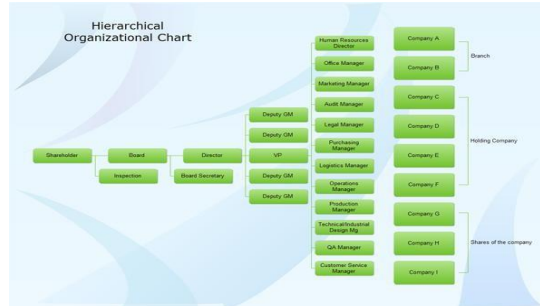 Hierarchical
Organizational Chart
Shareholder
Board
Inspection
Director
Board Secretary
Deputy GM
Deputy GM
VP
Deputy GM
Deputy GM
Human Resources
Director
Office Manager
Marketing Manager
Audit Manager
Legal Manager
Purchasing
Manager
Logistics Manager
Operations
Manager
Production
Manager
Technical/Industrial
Design Mg
QA Manager
Customer Service
Manager
Company A
Company B
Company C
Company D
Company E
Company F
Company G
Company H
Company I
Branch
Holding Company
Shares of the company